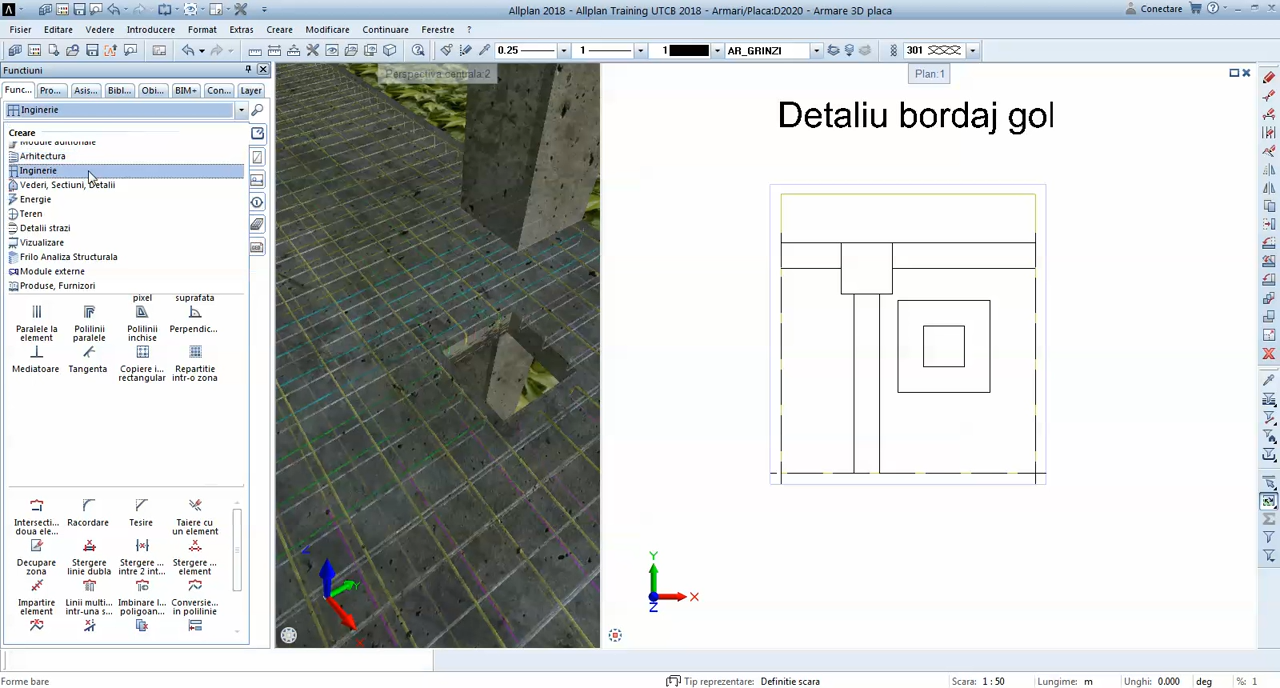 Allplan 2018 - Allplan Training UTCB 2018 - Armari/Placa:D2020 - Armare 3D placa
Conectare
Fisier Editare Vedere Introducere Format Extras Creare Modificare Continuare Ferestre ?
0.25 1 1 AR_GRINZI 301
Functiuni
Func... Pro... Asis... Bibl... Obi... BIM+ Con... Layer
Inginerie
Creare
Module aditionale
Arhitectura
Inginerie
Vederi, Sectiuni, Detalii
Energie
Teren
Detalii strazi
Vizualizare
Frilo Analiza Structurala
Module externe
Produse, Furnizori
pixel suprafata
Paralele la element
Polilinii paralele
Polilinii inchise
Perpendic...
Mediatoare
Tangenta
Copiere i... rectangular
Repartitie intr-o zona
Intersecti... doua ele...
Racordare
Tesire
Taiere cu un element
Decupare zona
Stergere linie dubla
Stergere ... intre 2 int...
Stergere ... element
Impartire element
Linii multi... intr-una s...
Imbinare l... poligoan...
Conversie... in polilinie
Perspectiva centrala:2
Z
Y
X
Plan:1
Detaliu bordaj gol
Y
X
Z
Forme bare
Tip reprezentare: Definitie scara
Scara: 1 : 50
Lungime: m
Unghi: 0.000 deg
%: 1